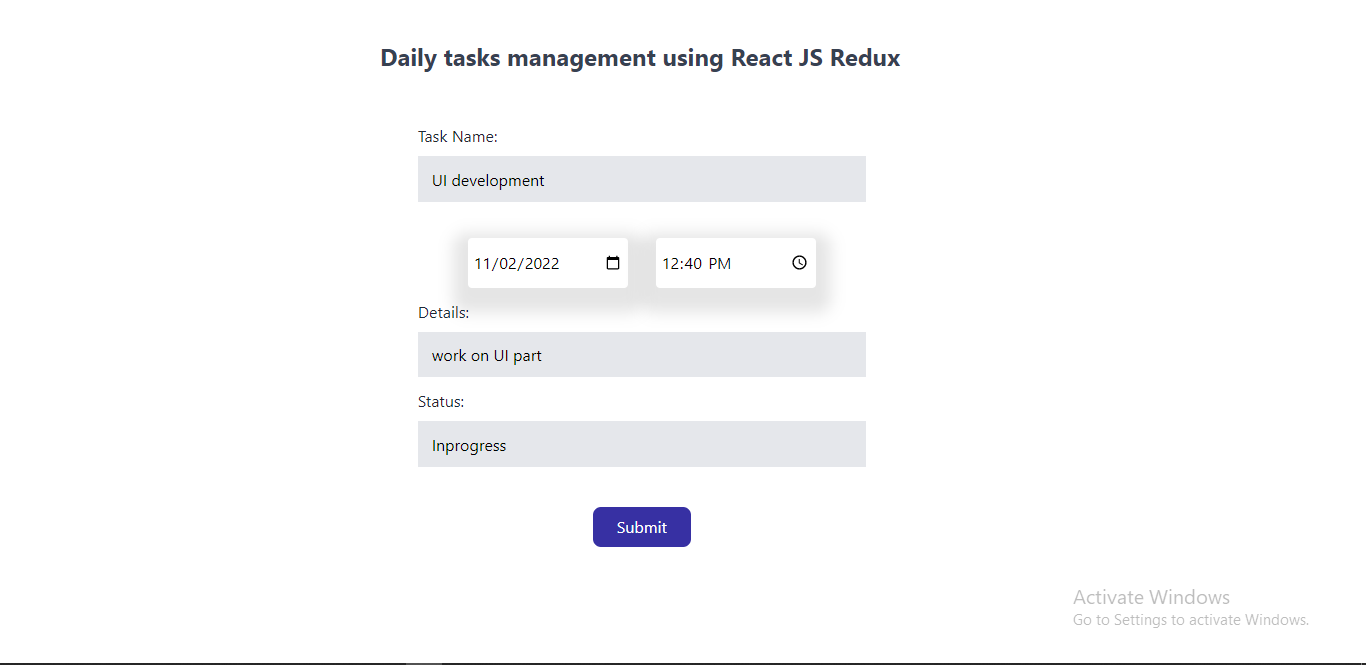 Daily tasks management using React JS Redux
Task Name:
UI development
11/02/2022
12:40 PM
Details:
work on UI part
Status:
Inprogress
Submit
Activate Windows
Go to Settings to activate Windows.